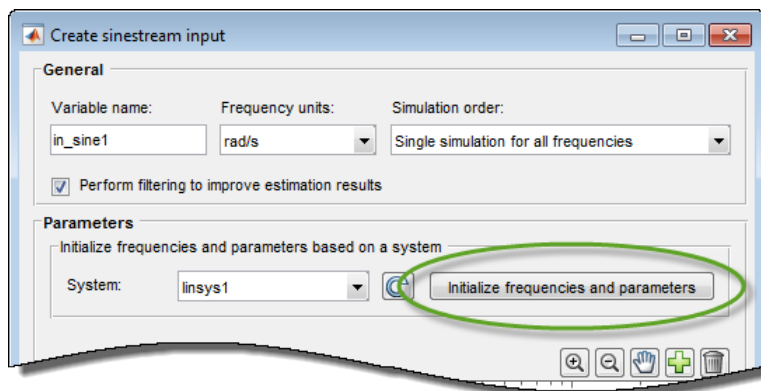 Create sinestream input
General
Variable name: Frequency units: Simulation order:
in_sine1 rad/s Single simulation for all frequencies
Perform filtering to improve estimation results
Parameters
Initialize frequencies and parameters based on a system
System: linsys1 Initialize frequencies and parameters